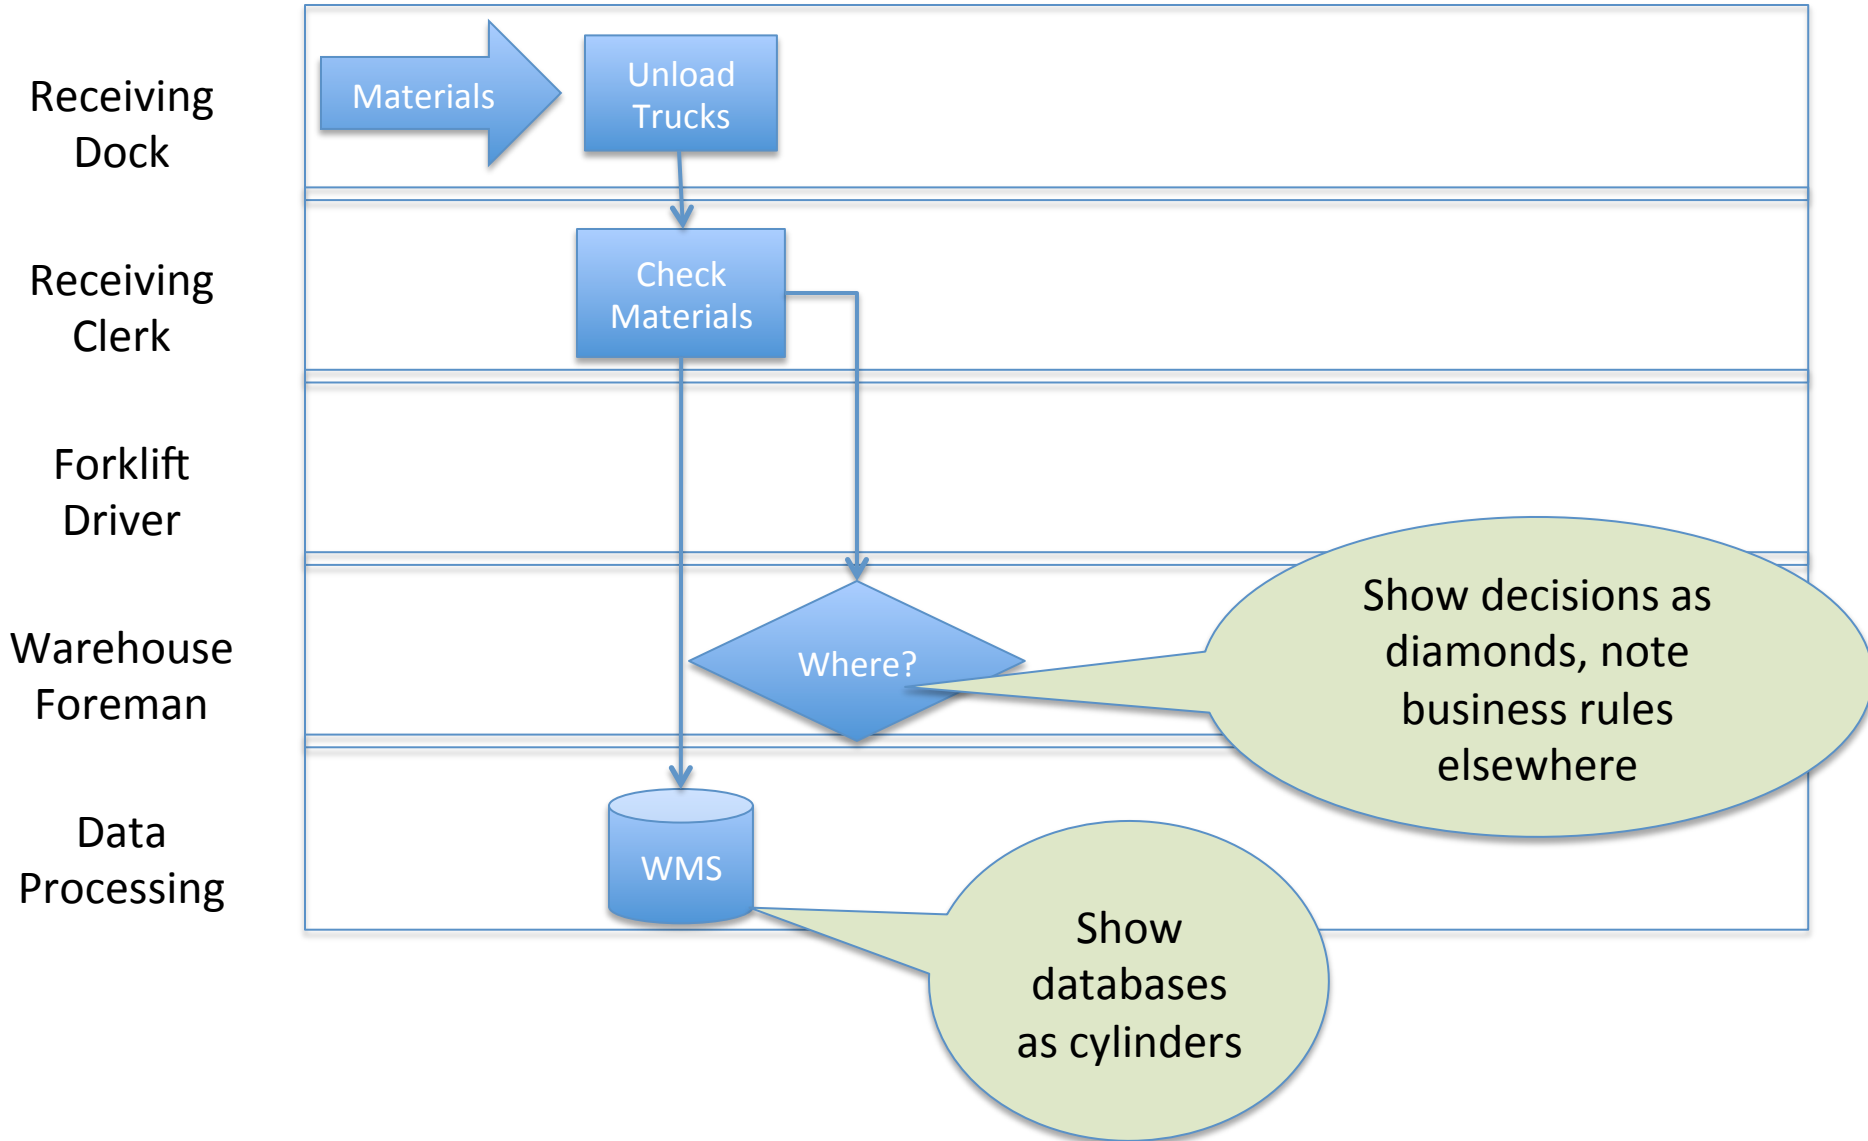 Receiving
Dock
Materials
Unload
Trucks
Receiving
Clerk
Check
Materials
Forklift
Driver
Warehouse
Foreman
Where?
Show decisions as
diamonds, note
business rules
elsewhere
Data
Processing
WMS
Show
databases
as cylinders